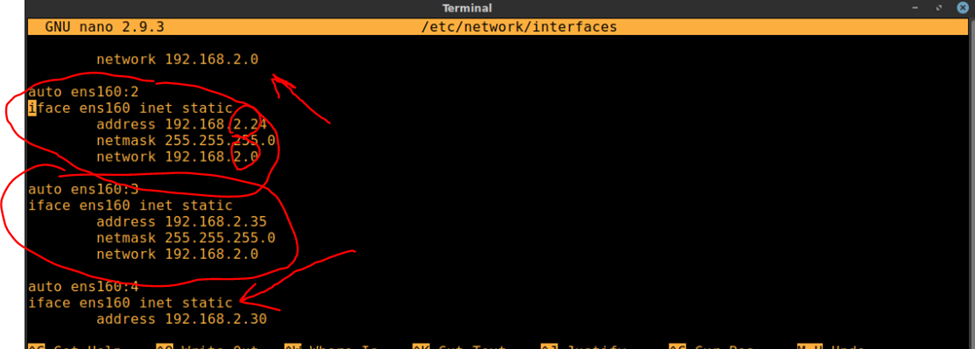 Terminal
GNU nano 2.9.3 /etc/network/interfaces
network 192.168.2.0
auto ens160:2
iface ens160 inet static
address 192.168.2.24
netmask 255.255.255.0
network 192.168.2.0
auto ens160:3
iface ens160 inet static
address 192.168.2.35
netmask 255.255.255.0
network 192.168.2.0
auto ens160:4
iface ens160 inet static
address 192.168.2.30